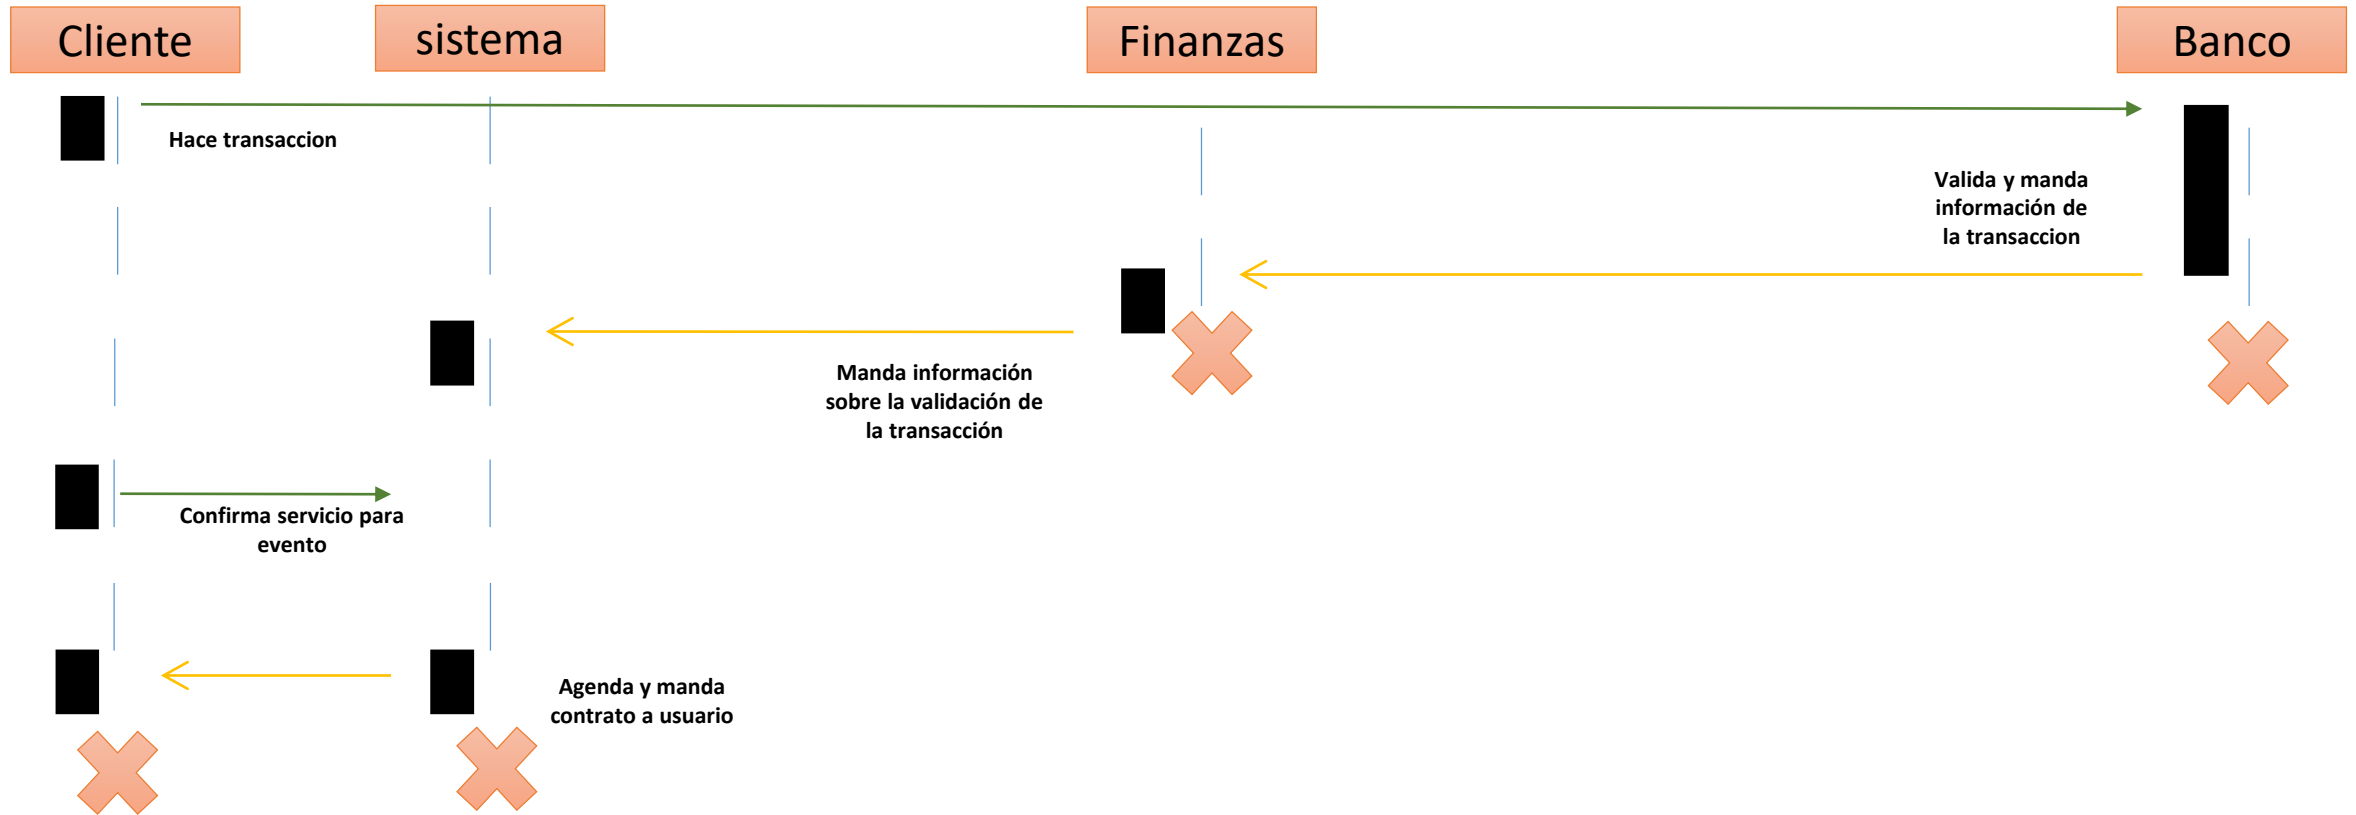 Cliente
sistema
Finanzas
Banco
Hace transaccion
Valida y manda
información de
la transaccion
Manda información
sobre la validación de
la transacción
Confirma servicio para
evento
Agenda y manda
contrato a usuario